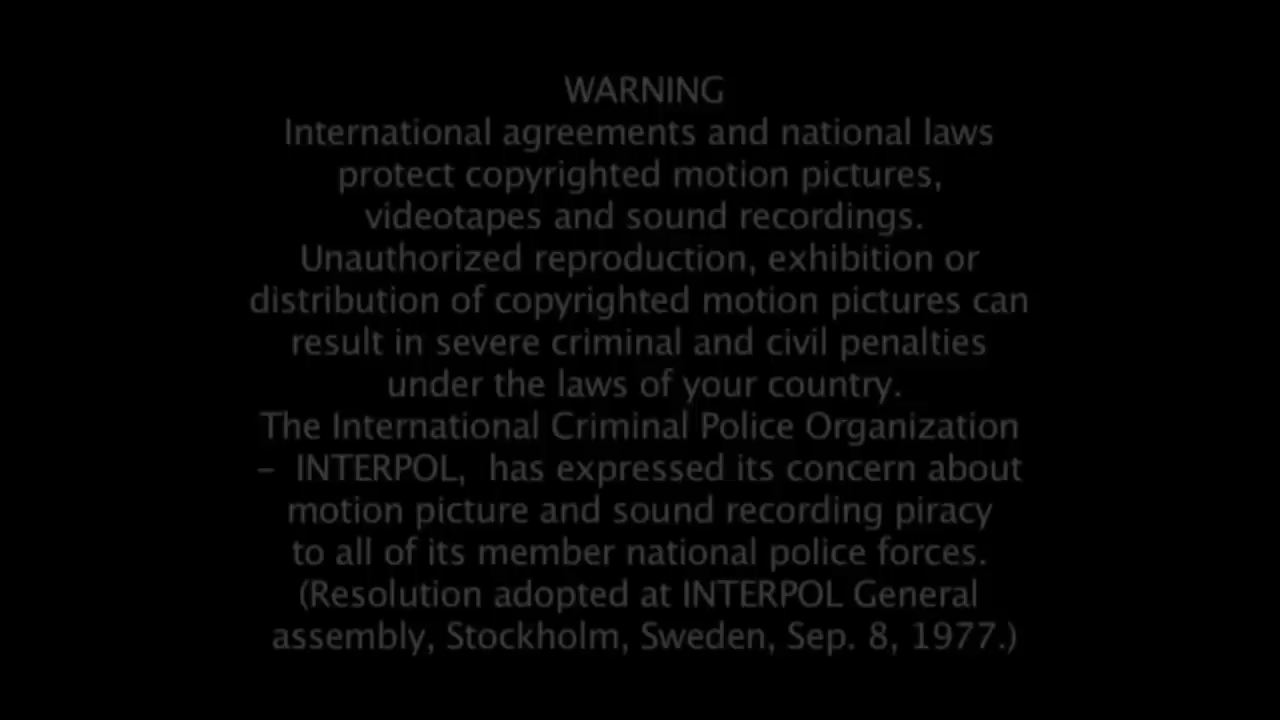 WARNING
International agreements and national laws
protect copyrighted motion pictures,
videotapes and sound recordings.
Unauthorized reproduction, exhibition or
distribution of copyrighted motion pictures can
result in severe criminal and civil penalties
under the laws of your country.
The International Criminal Police Organization
– INTERPOL, has expressed its concern about
motion picture and sound recording piracy
to all of its member national police forces.
(Resolution adopted at INTERPOL General
assembly, Stockholm, Sweden, Sep. 8, 1977.)